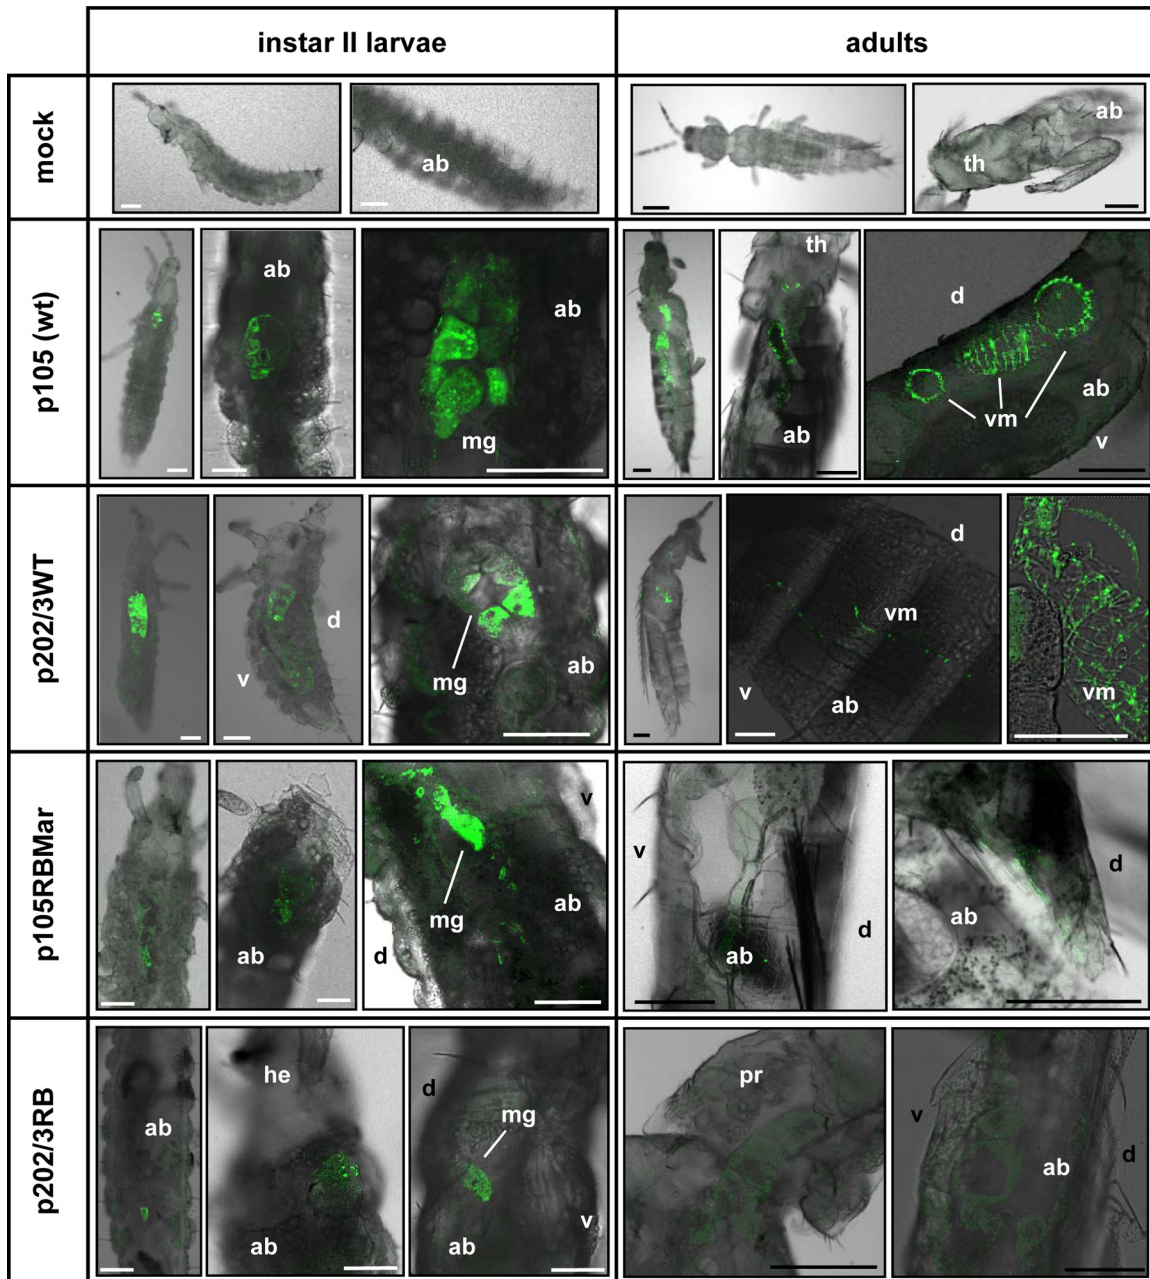 instar II larvae
adults
mock
ab
th
ab
p105 (wt)
ab
ab
mg
th
ab
d
vm
ab
v
p202/3WT
d
v
mg
ab
d
vm
v
ab
vm
p105RBMar
ab
v
mg
ab
d
v
d
ab
d
ab
p202/3RB
ab
he
ab
d
mg
ab
v
pr
v
ab
d